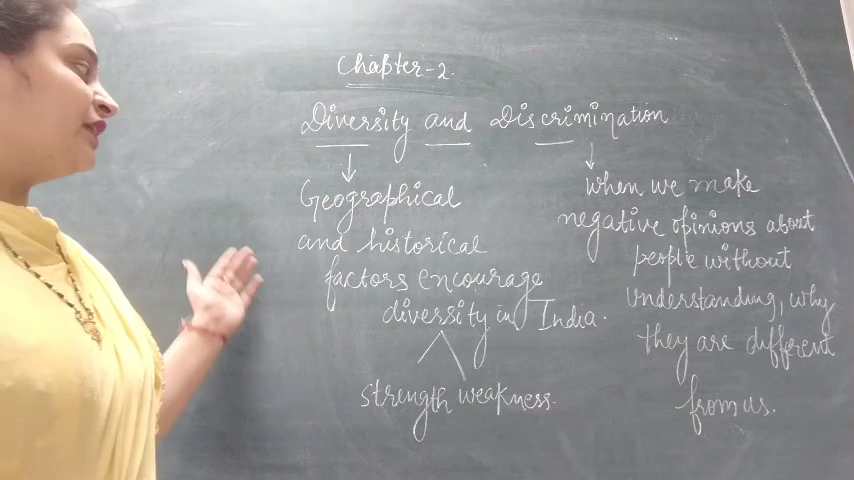 Chapter-2.
Diversity and Discrimination
Geographical
and historical
factors encourage
diversity in India.
strength weakness.
when we make
negative opinions about
people without
understanding, why
they are different
from us.